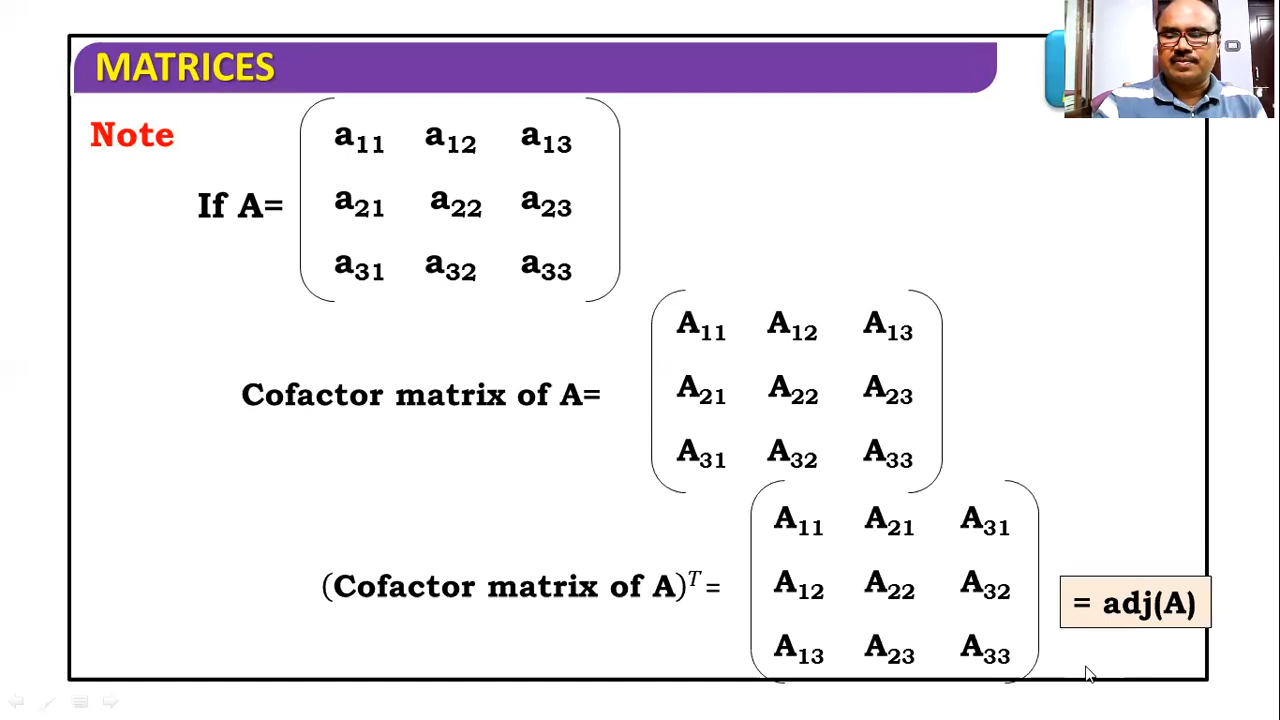 MATRICES
Note
a11 a12 a13
If A= a21 a22 a23
a31 a32 a33
A11 A12 A13
Cofactor matrix of A= A21 A22 A23
A31 A32 A33
A11 A21 A31
(Cofactor matrix of A)^T = A12 A22 A32 = adj(A)
A13 A23 A33